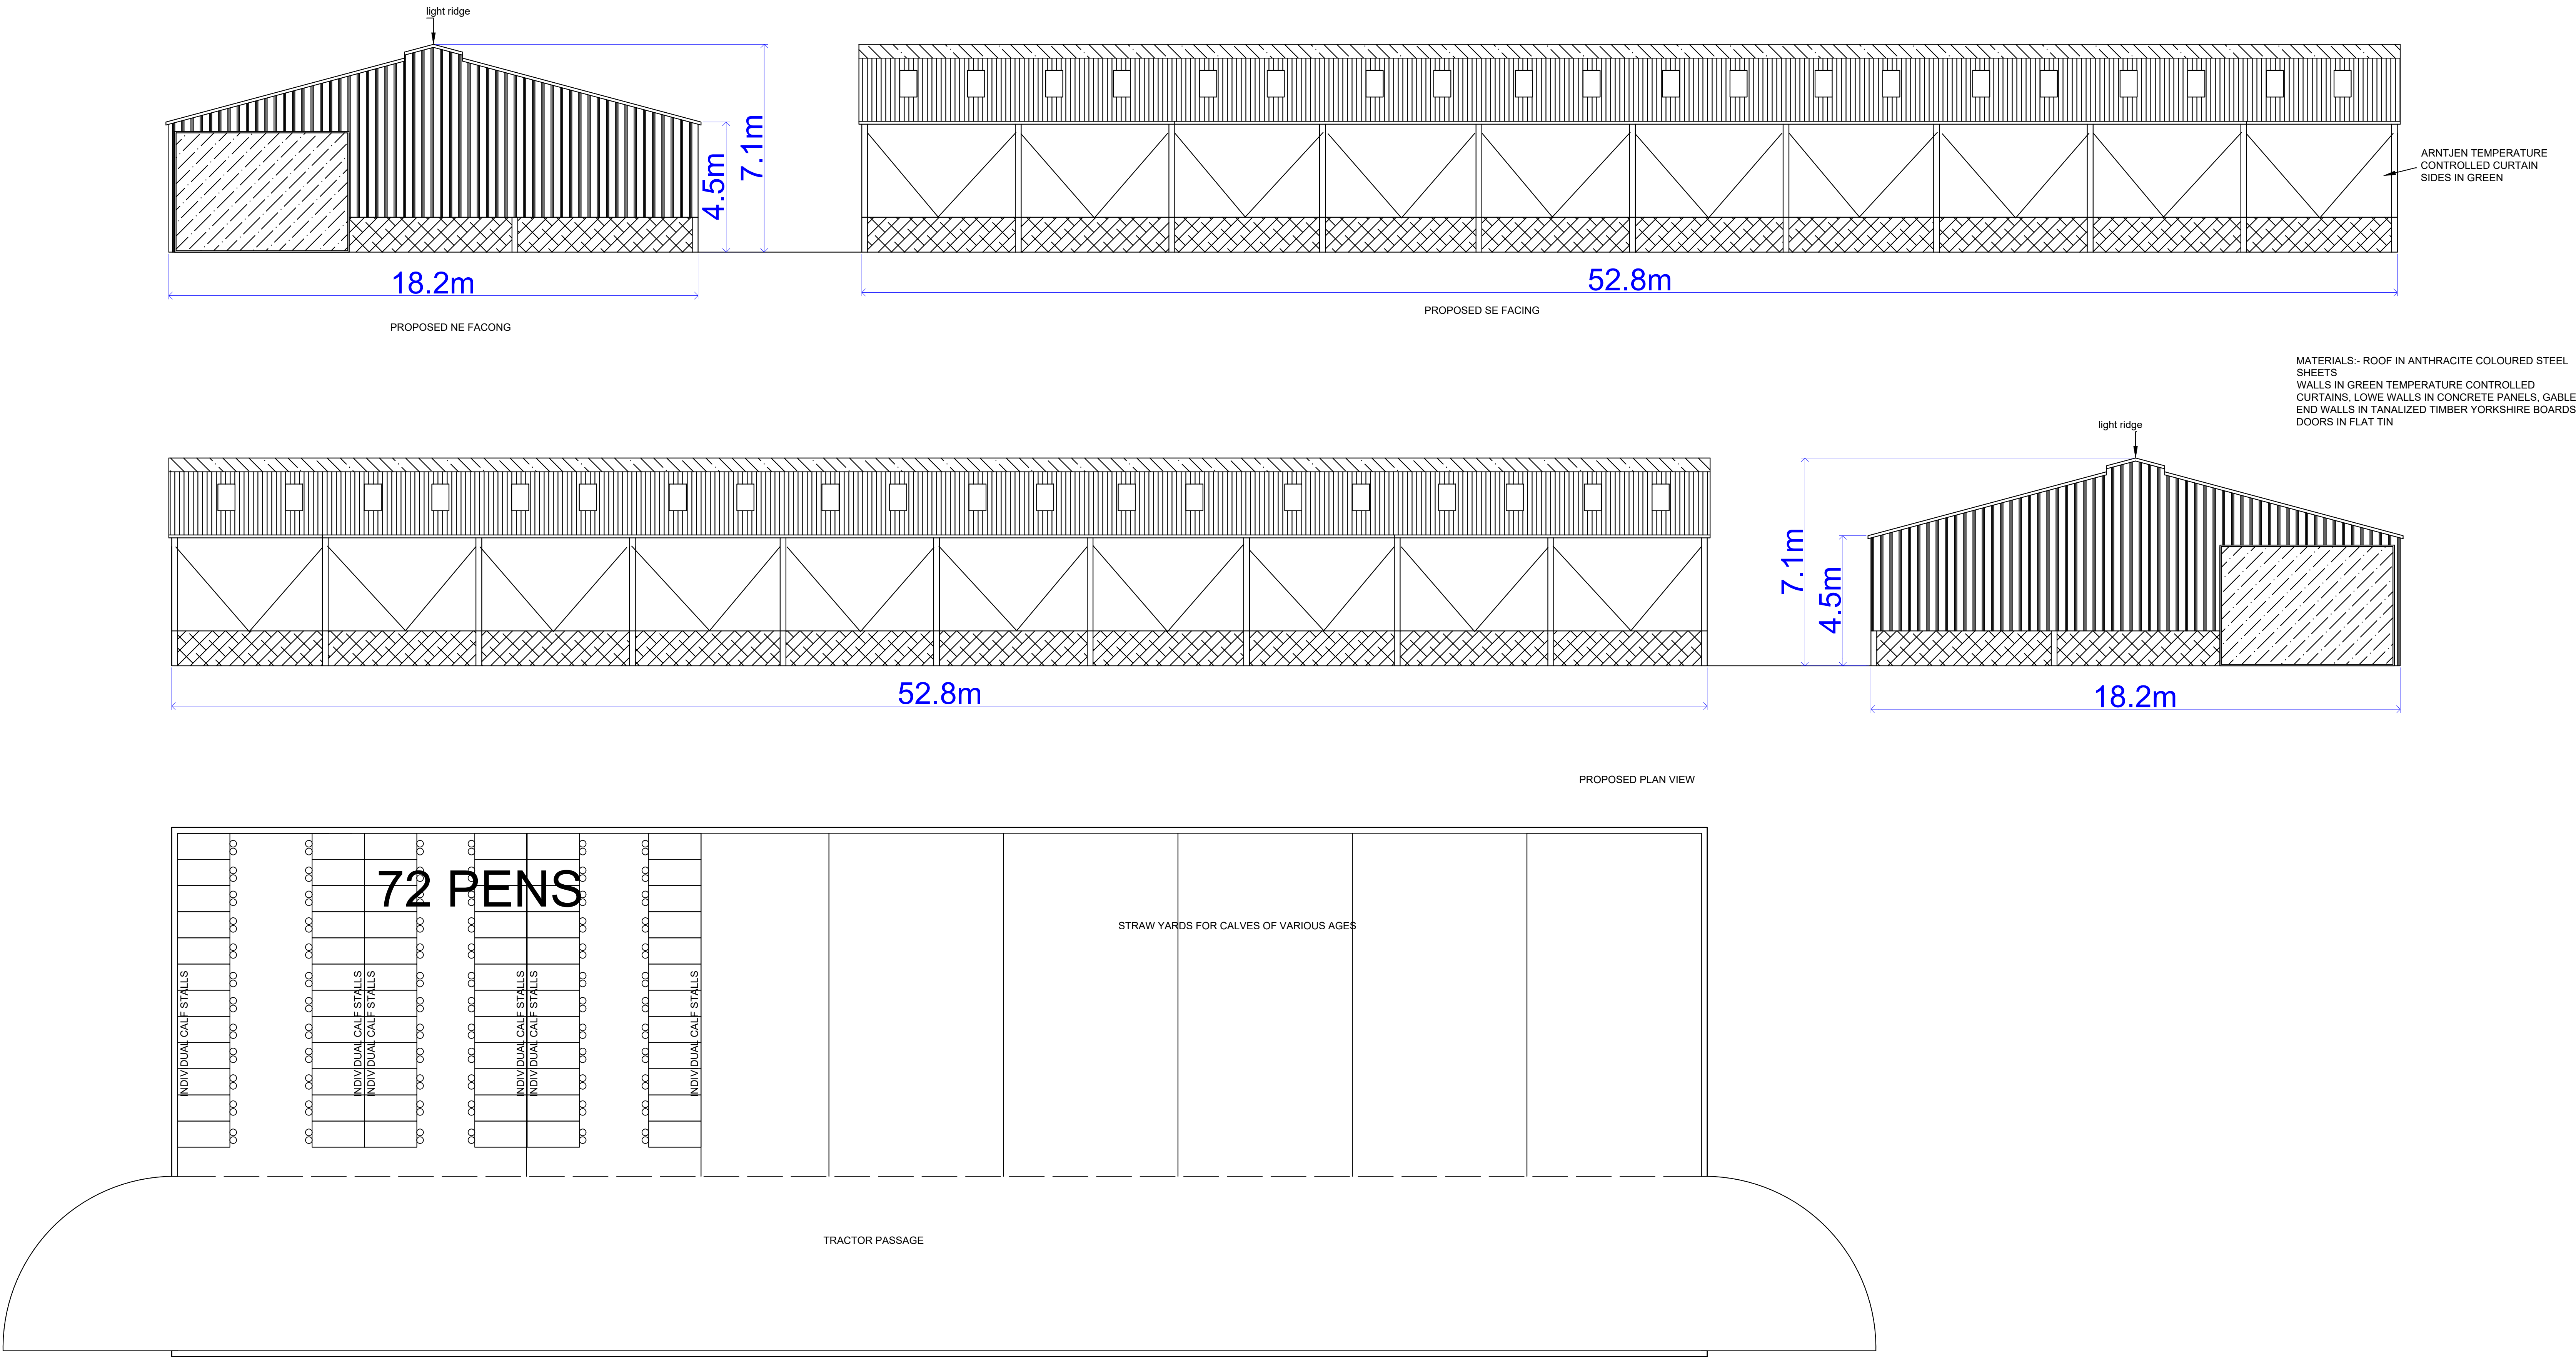 light ridge
7.1m
4.5m
ARNTJEN TEMPERATURE
CONTROLLED CURTAIN
SIDES IN GREEN
18.2m
52.8m
PROPOSED NE FACONG
PROPOSED SE FACING
MATERIALS:- ROOF IN ANTHRACITE COLOURED STEEL
SHEETS
WALLS IN GREEN TEMPERATURE CONTROLLED
CURTAINS, LOWE WALLS IN CONCRETE PANELS, GABLE
END WALLS IN TANALIZED TIMBER YORKSHIRE BOARDS
DOORS IN FLAT TIN
light ridge
7.1m
4.5m
52.8m
18.2m
PROPOSED PLAN VIEW
72 PENS
STRAW YARDS FOR CALVES OF VARIOUS AGES
INDIVIDUAL CALF STALLS
INDIVIDUAL CALF STALLS
INDIVIDUAL CALF STALLS
INDIVIDUAL CALF STALLS
INDIVIDUAL CALF STALLS
INDIVIDUAL CALF STALLS
TRACTOR PASSAGE